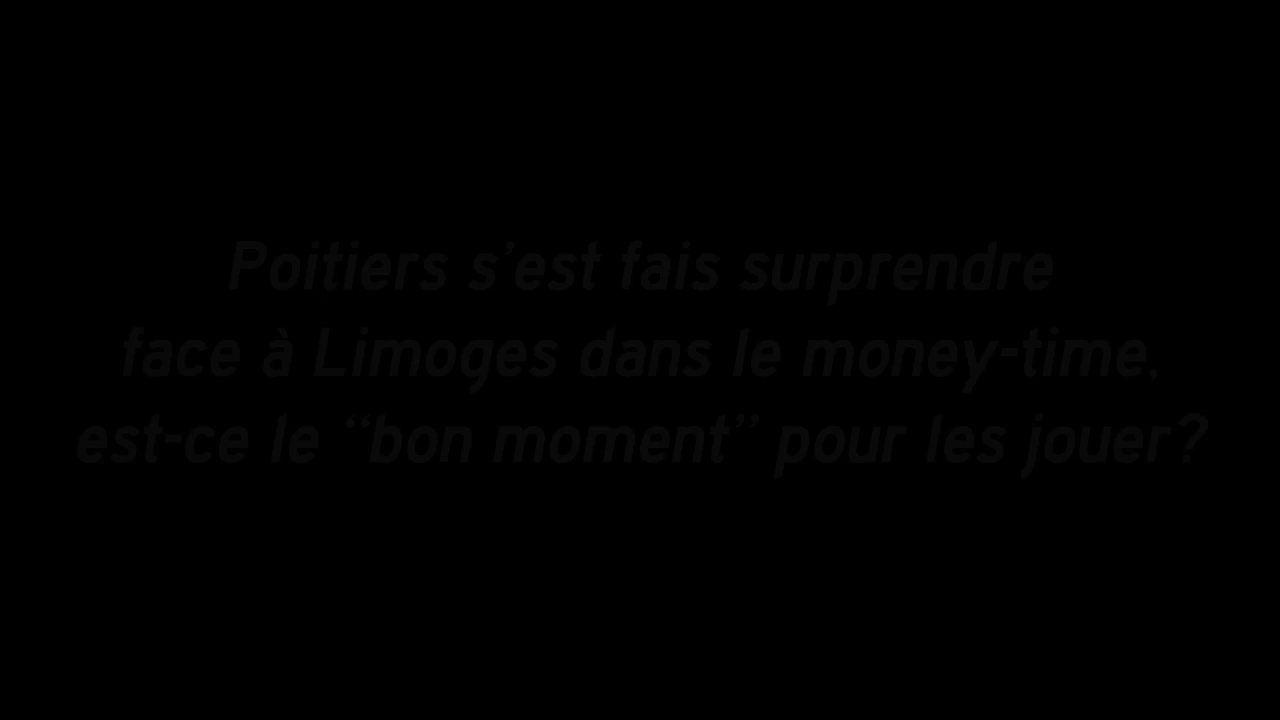 Poitiers s’est fais surprendre
face à Limoges dans le money-time,
est-ce le “bon moment” pour les jouer?